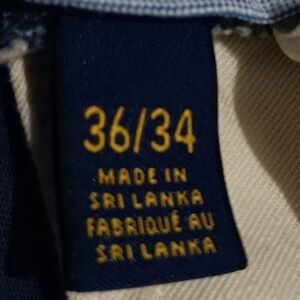 36/34
MADE IN
SRI LANKA
FABRIQUÉ AU
SRI LANKA